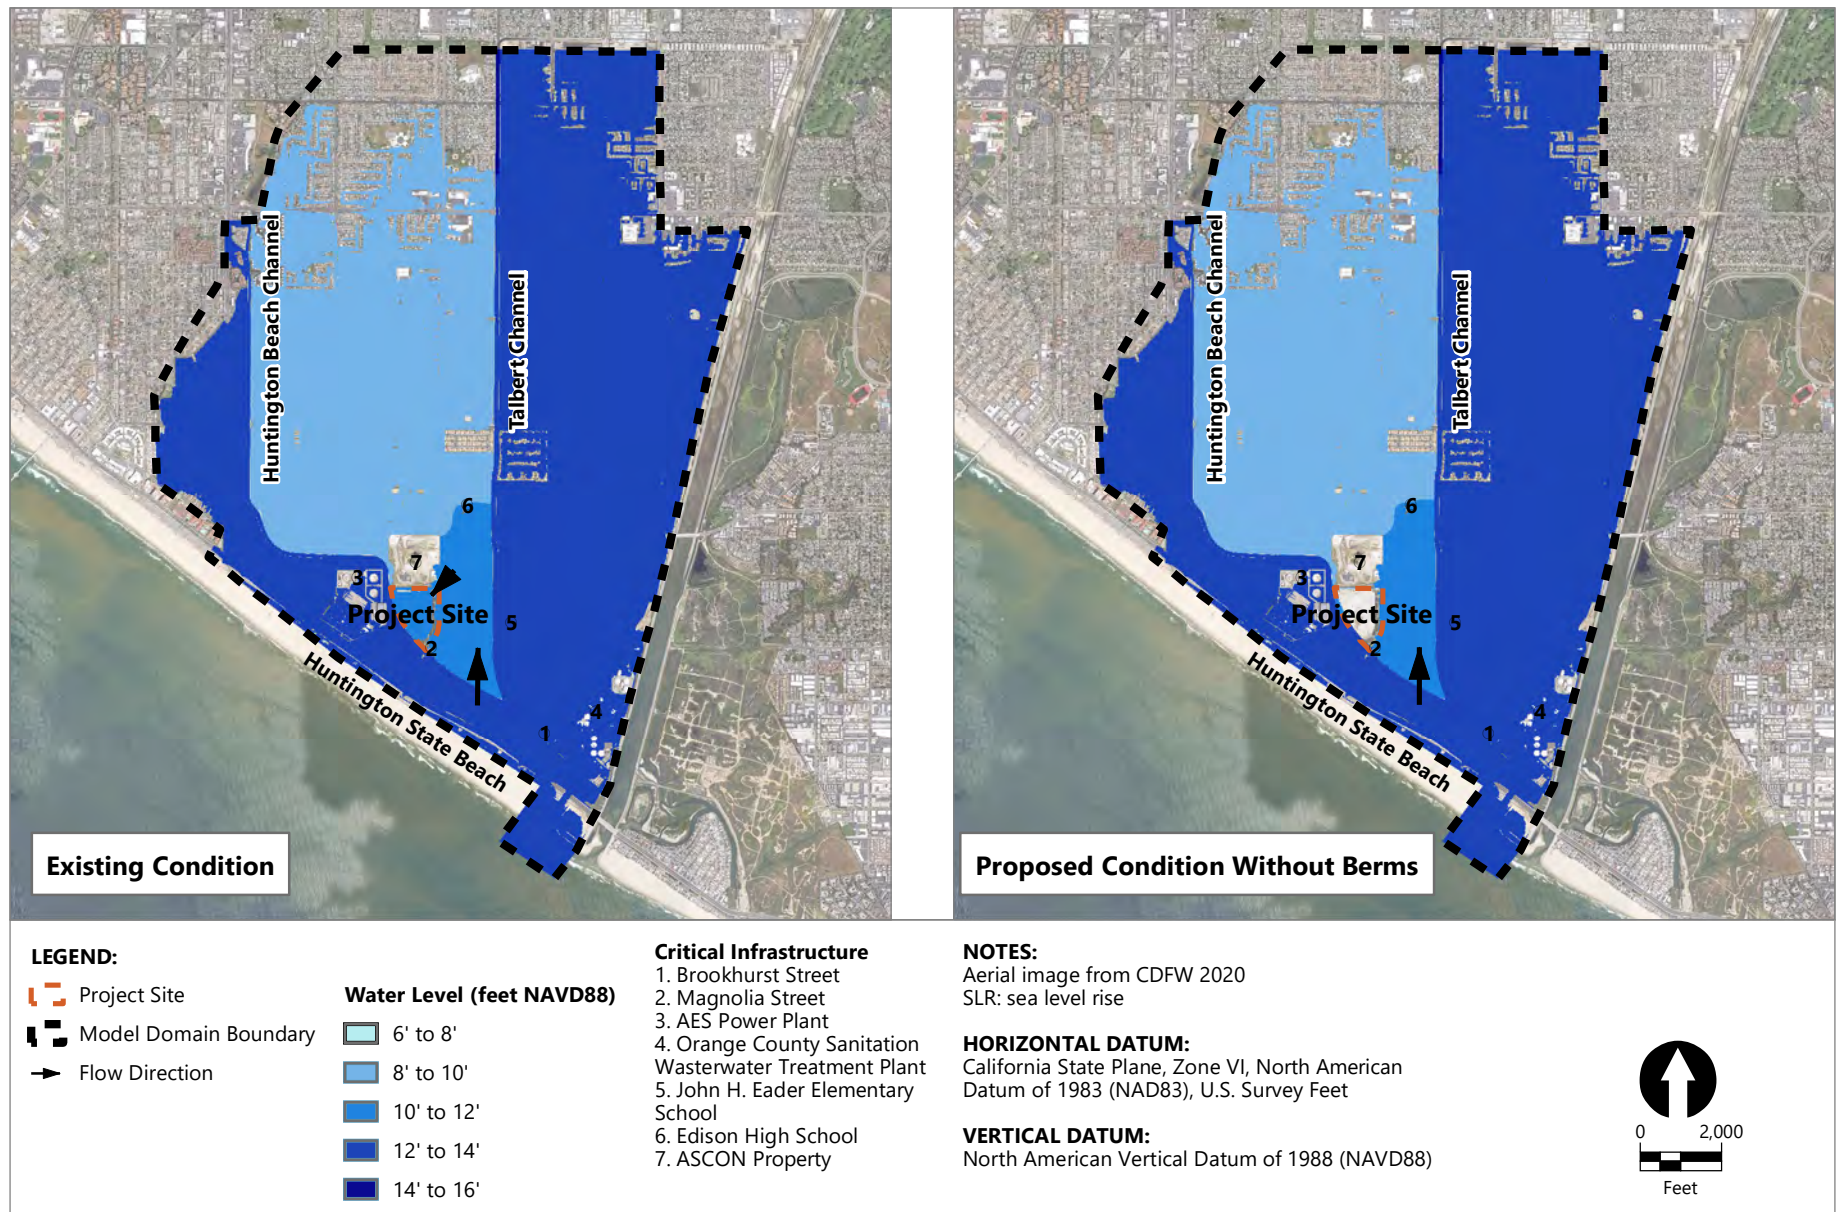 Huntington Beach Channel
Talbert Channel
6
7
3
Project Site
5
2
Huntington State Beach
4
1
Existing Condition
Huntington Beach Channel
Talbert Channel
6
7
3
Project Site
5
2
Huntington State Beach
4
1
Proposed Condition Without Berms
LEGEND:
Project Site
Model Domain Boundary
Flow Direction
Water Level (feet NAVD88)
6' to 8'
8' to 10'
10' to 12'
12' to 14'
14' to 16'
Critical Infrastructure
1. Brookhurst Street
2. Magnolia Street
3. AES Power Plant
4. Orange County Sanitation
Wasterwater Treatment Plant
5. John H. Eader Elementary
School
6. Edison High School
7. ASCON Property
NOTES:
Aerial image from CDFW 2020
SLR: sea level rise
HORIZONTAL DATUM:
California State Plane, Zone VI, North American
Datum of 1983 (NAD83), U.S. Survey Feet
VERTICAL DATUM:
North American Vertical Datum of 1988 (NAVD88)
0 2,000
Feet